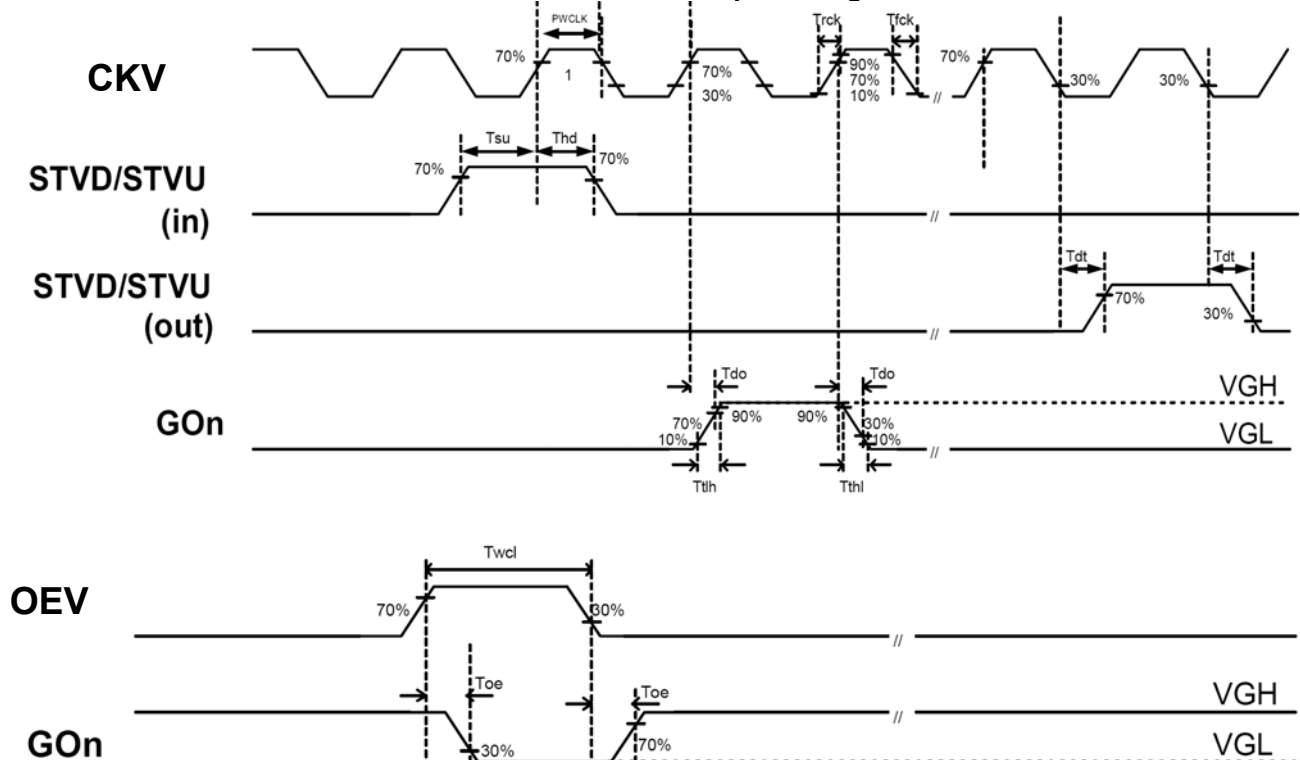 PWCLK
Trck
Tfck
CKV
70%
1
70%
30%
90%
70%
10%
//
70%
30%
30%
STVD/STVU
(in)
70%
Tsu
Thd
70%
//
STVD/STVU
(out)
Tdt
70%
Tdt
30%
//
GOn
Tdo
Tdo
VGH
70%
90%
90%
30%
10%
10%
VGL
//
Ttlh
Tthl
OEV
Twcl
70%
30%
//
Toe
Toe
VGH
//
GOn
30%
70%
VGL